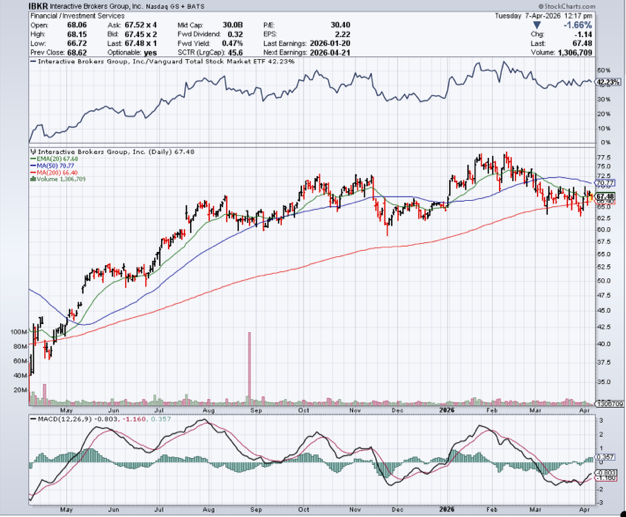 IBKR Interactive Brokers Group, Inc. Nasdaq GS + BATS
© StockCharts.com
Financial / Investment Services
Tuesday 7-Apr-2026 12:17 pm
Open: 68.06 Ask: 67.52 x 4 Mkt Cap: 30.0B P/E: 30.40 -1.66%
High: 68.15 Bid: 67.45 x 2 Fwd Dividend: 0.32 EPS: 2.22 Chg: -1.14
Low: 66.72 Last: 67.48 x 1 Fwd Yield: 0.47% Last Earnings: 2026-01-20 Last: 67.48
Prev Close: 68.62 Optionable: yes SCTR (LrgCap): 45.6 Next Earnings: 2026-04-21 Volume: 1,306,709
Interactive Brokers Group, Inc./Vanguard Total Stock Market ETF 42.23%
50%
42.23%
30%
20%
10%
0%
Interactive Brokers Group, Inc. (Daily) 67.48
EMA(20) 67.68
MA(50) 70.77
MA(200) 66.40
Volume 1,306,709
77.5
75.0
72.5
70.77
67.48
62.5
60.0
57.5
55.0
52.5
50.0
47.5
45.0
42.5
40.0
37.5
35.0
32.5
100M
80M
60M
40M
20M
1306709
May Jun Jul Aug Sep Oct Nov Dec 2026 Feb Mar Apr
MACD(12,26,9) -0.803, -1.160, 0.357
3
2
1
0.357
-0.803
-1.160
-2
-3
May Jun Jul Aug Sep Oct Nov Dec 2026 Feb Mar Apr